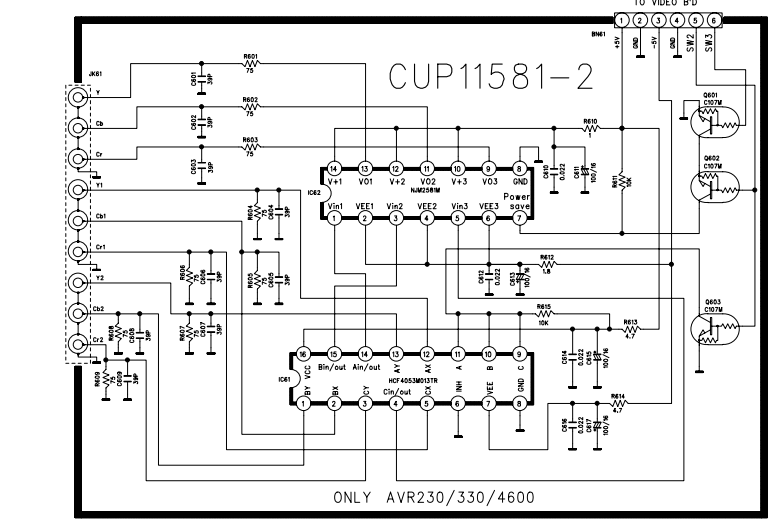 TO VIDEO B'D
BN61
1 2 3 4 5 6
+5V
GND
-5V
GND
SW2
SW3
CUP11581-2
JK61
Y
Cb
Cr
Y1
Cb1
Cr1
Y2
Cb2
Cr2
R601
75
C601
39P
R602
75
C602
39P
R603
75
C603
39P
R604
75
C604
39P
R605
75
C605
39P
R606
75
C606
39P
R607
75
C607
39P
R608
75
C608
39P
R609
75
C609
39P
R610
1
C610
0.022
C611
100/16
R611
10K
Q601
C107M
Q602
C107M
Q603
C107M
14 13 12 11 10 9 8
V+1 VO1 V+2 VO2 V+3 VO3 GND
IC62
NJM2581M
Power
save
Vin1 VEE1 Vin2 VEE2 Vin3 VEE3
1 2 3 4 5 6 7
C612
0.022
C613
100/16
R612
1.8
R615
10K
R613
4.7
C614
0.022
C615
100/16
R614
4.7
C616
0.022
C617
100/16
16 15 14 13 12 11 10 9
VCC Bin/out Ain/out AY AX A B C
IC61
HCF4053M013TR
BY BX CY Cin/out CX INH VEE GND
1 2 3 4 5 6 7 8
ONLY AVR230/330/4600